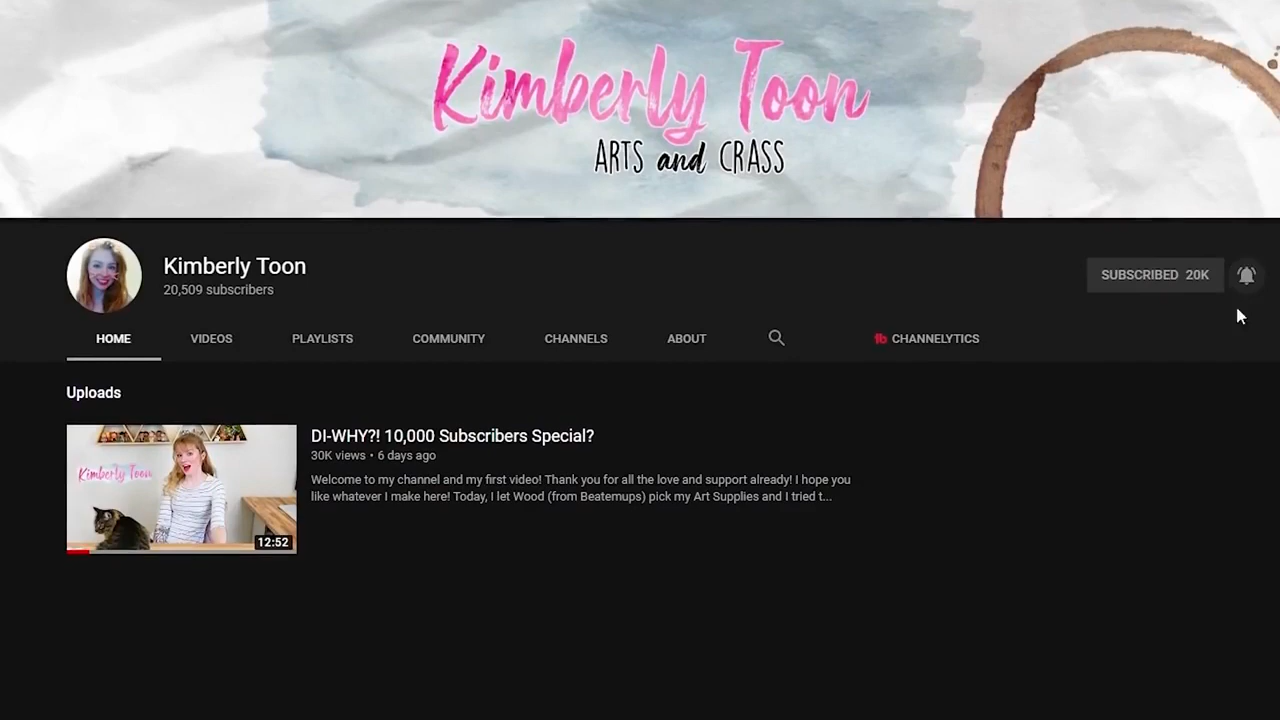 Kimberly Toon
ARTS and CRASS
Kimberly Toon
20,509 subscribers
SUBSCRIBED 20K
HOME VIDEOS PLAYLISTS COMMUNITY CHANNELS ABOUT fb CHANNELYTICS
Uploads
Kimberly Toon
12:52
DI-WHY?! 10,000 Subscribers Special?
30K views • 6 days ago
Welcome to my channel and my first video! Thank you for all the love and support already! I hope you
like whatever I make here! Today, I let Wood (from Beatemups) pick my Art Supplies and I tried t...